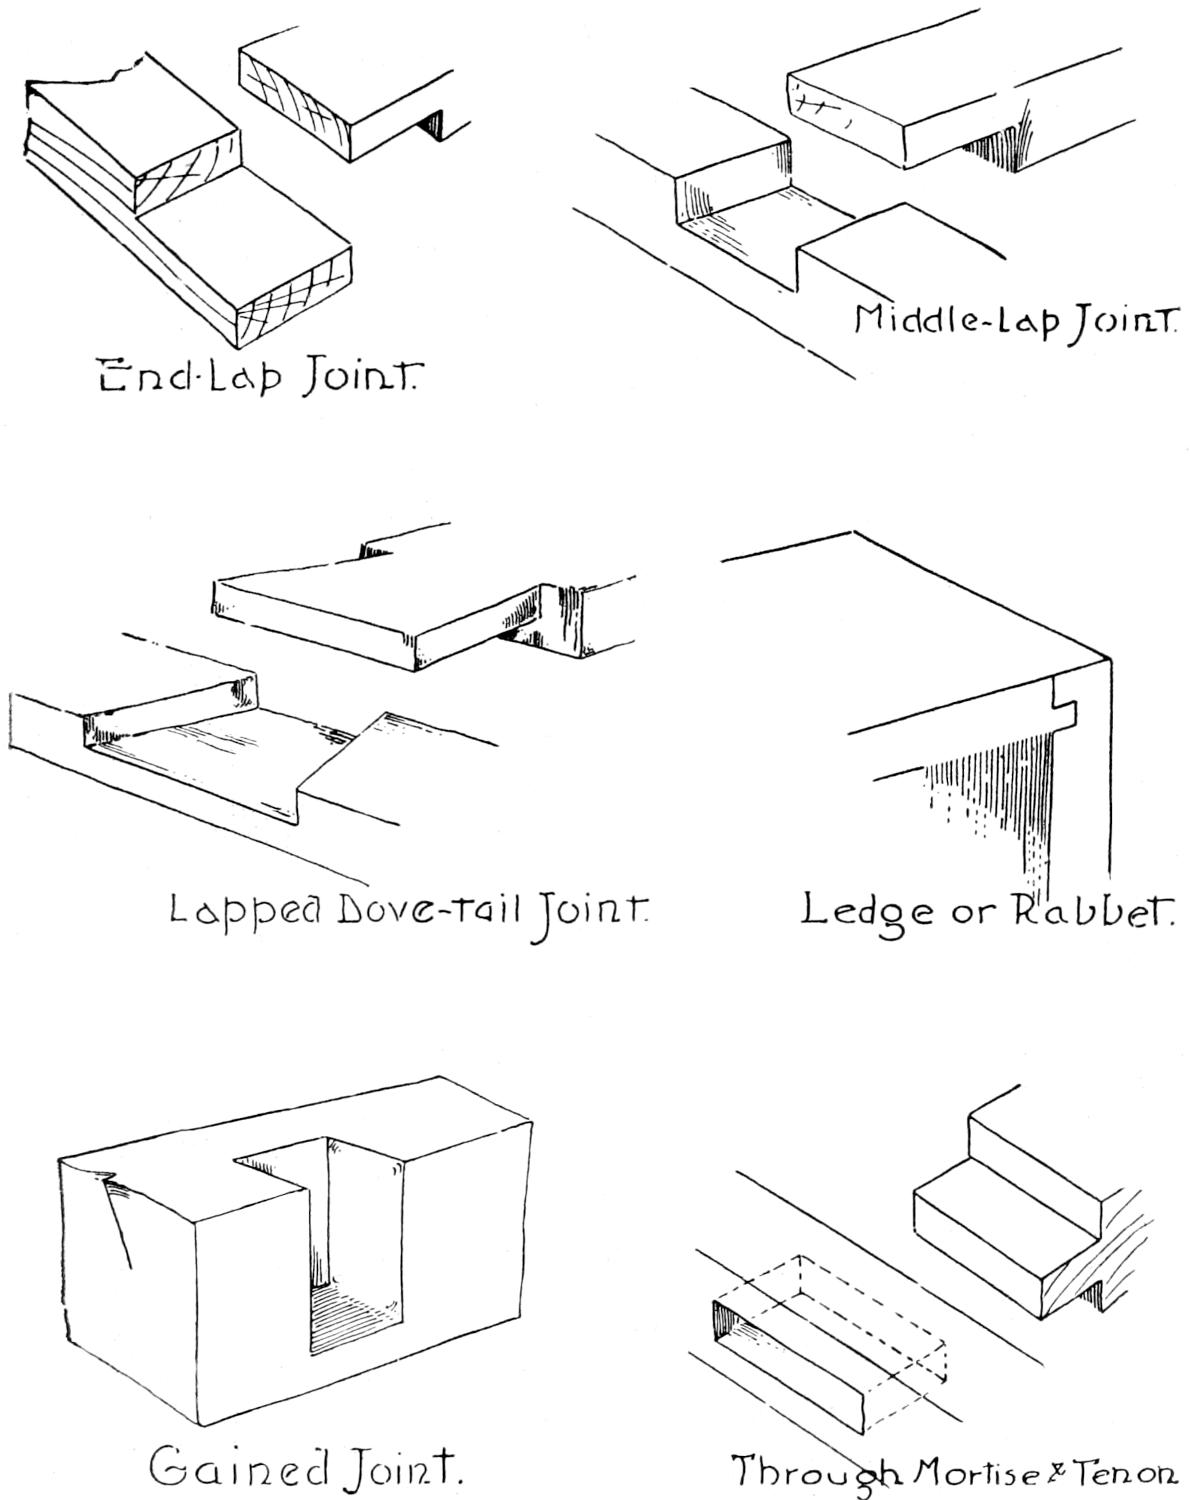 End-Lap Joint.
Middle-Lap Joint.
Lapped Dove-tail Joint.
Ledge or Rabbet.
Gained Joint.
Through Mortise & Tenon